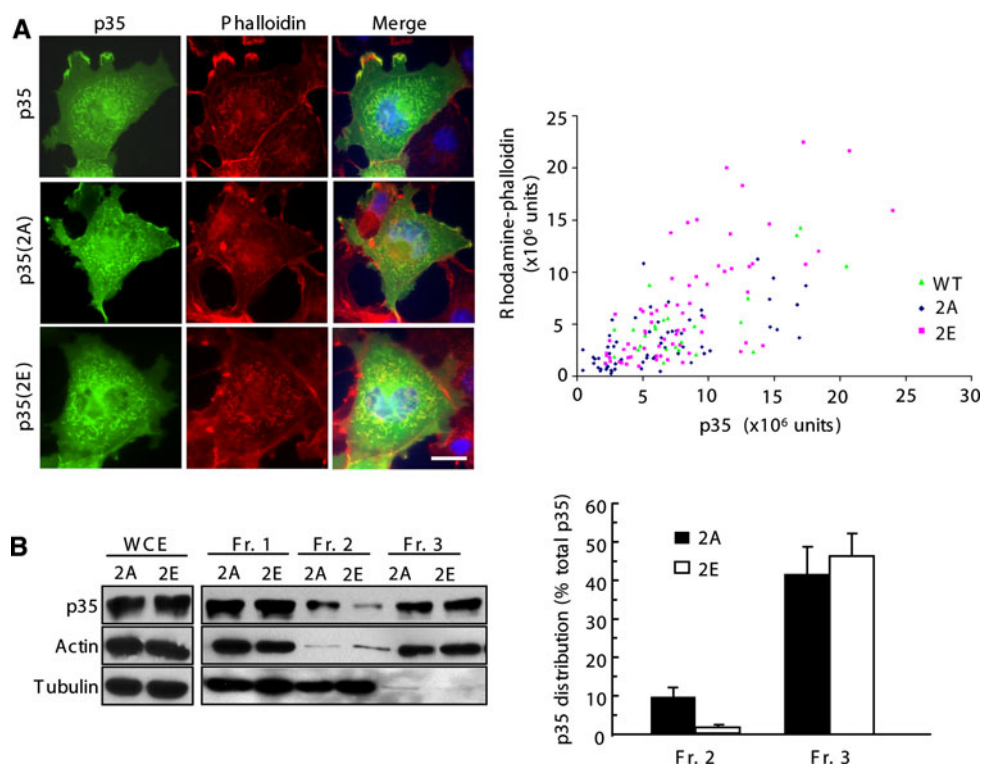 A
p35 Phalloidin Merge
p35
p35(2A)
p35(2E)
Rhodamine-phalloidin
(x10⁶ units)
25
20
15
10
5
0
0 5 10 15 20 25 30
p35 (x10⁶ units)
WT
2A
2E
B
WCE Fr. 1 Fr. 2 Fr. 3
2A 2E 2A 2E 2A 2E 2A 2E
p35
Actin
Tubulin
p35 distribution (% total p35)
60
50
40
30
20
10
0
2A
2E
Fr. 2 Fr. 3